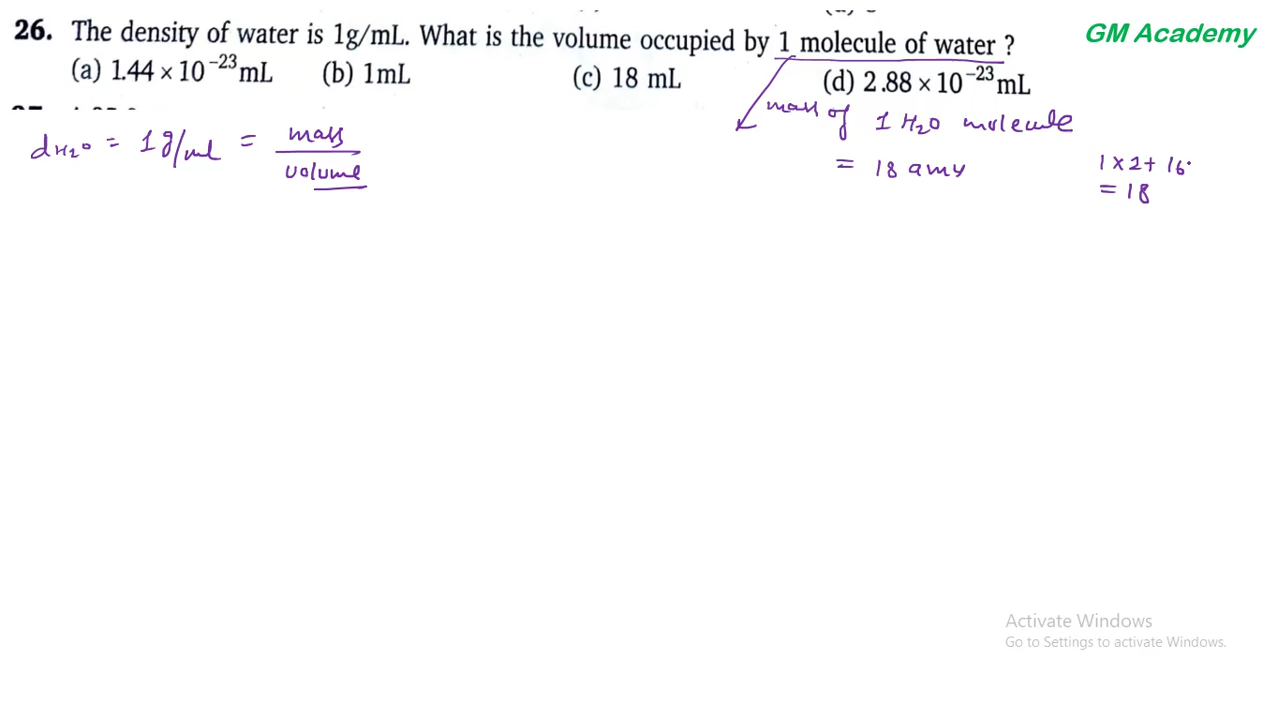 GM Academy
26. The density of water is 1g/mL. What is the volume occupied by 1 molecule of water ?
(a) 1.44 × 10⁻²³ mL (b) 1mL (c) 18 mL (d) 2.88 × 10⁻²³ mL
mass of 1 H₂O molecule
dH₂O = 1 g/ml = mass / volume
= 18 amu
1 × 2 + 16
= 18
Activate Windows
Go to Settings to activate Windows.